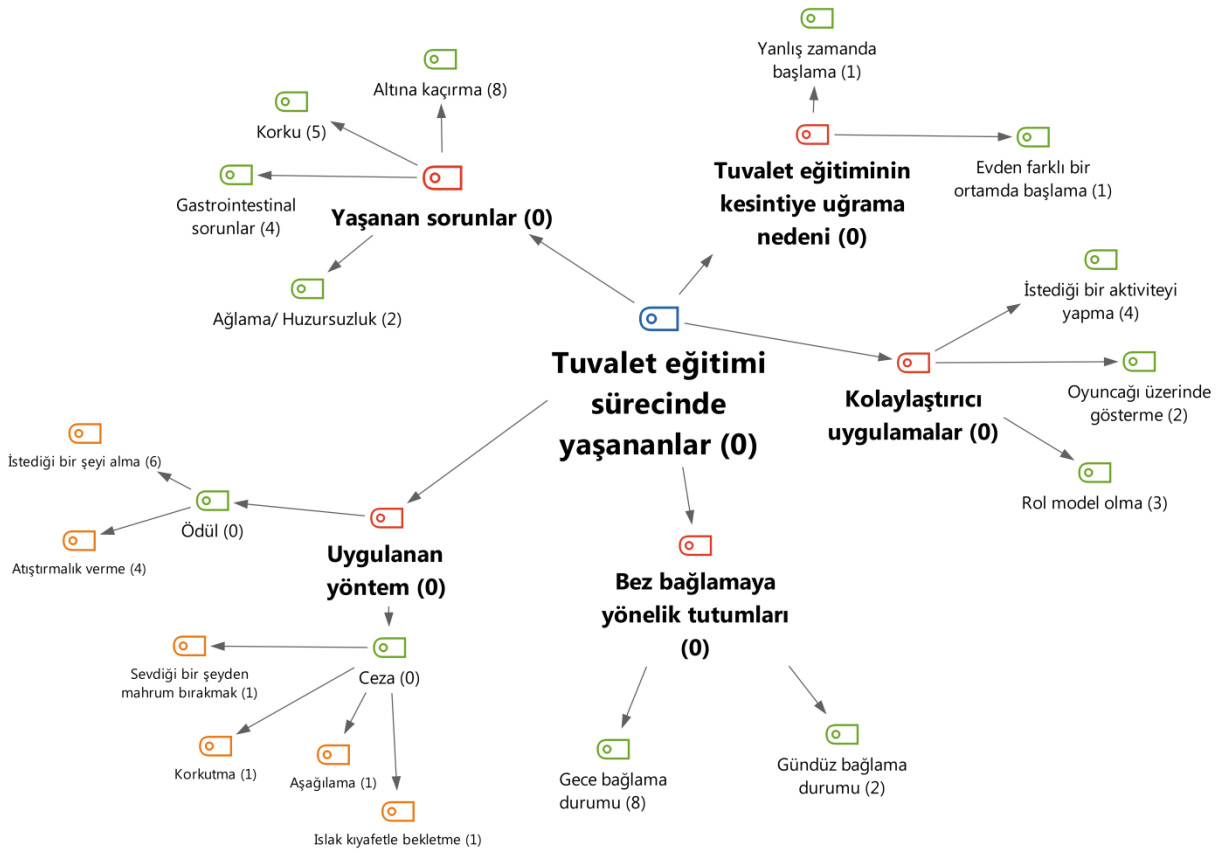 Yanlış zamanda
başlama (1)
Altına kaçırma (8)
Korku (5)
Tuvalet eğitiminin
kesintiye uğrama
nedeni (0)
Evden farklı bir
ortamda başlama (1)
Gastrointestinal
sorunlar (4)
Yaşanan sorunlar (0)
Ağlama/ Huzursuzluk (2)
İstediği bir aktiviteyi
yapma (4)
Tuvalet eğitimi
sürecinde
yaşananlar (0)
Kolaylaştırıcı
uygulamalar (0)
Oyuncağı üzerinde
gösterme (2)
Rol model olma (3)
İstediği bir şeyi alma (6)
Ödül (0)
Atıştırmalık verme (4)
Uygulanan
yöntem (0)
Bez bağlamaya
yönelik tutumları
(0)
Sevdiği bir şeyden
mahrum bırakmak (1)
Ceza (0)
Korkutma (1)
Aşağılama (1)
Islak kıyafetle bekletme (1)
Gece bağlama
durumu (8)
Gündüz bağlama
durumu (2)